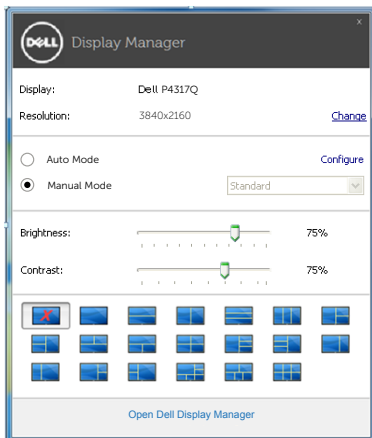 DELL Display Manager
x
Display: Dell P4317Q
Resolution: 3840x2160 Change
Auto Mode Configure
Manual Mode Standard
Brightness: 75%
Contrast: 75%
Open Dell Display Manager